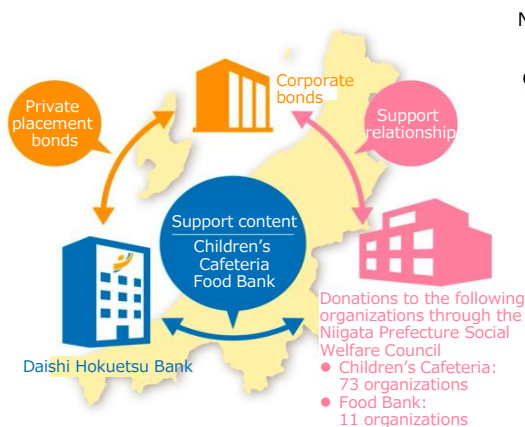 Corporate
bonds
Private
placement
bonds
Support
relationship
Support content
Children's
Cafeteria
Food Bank
Daishi Hokuetsu Bank
Donations to the following
organizations through the
Niigata Prefecture Social
Welfare Council
● Children's Cafeteria:
73 organizations
● Food Bank:
11 organizations